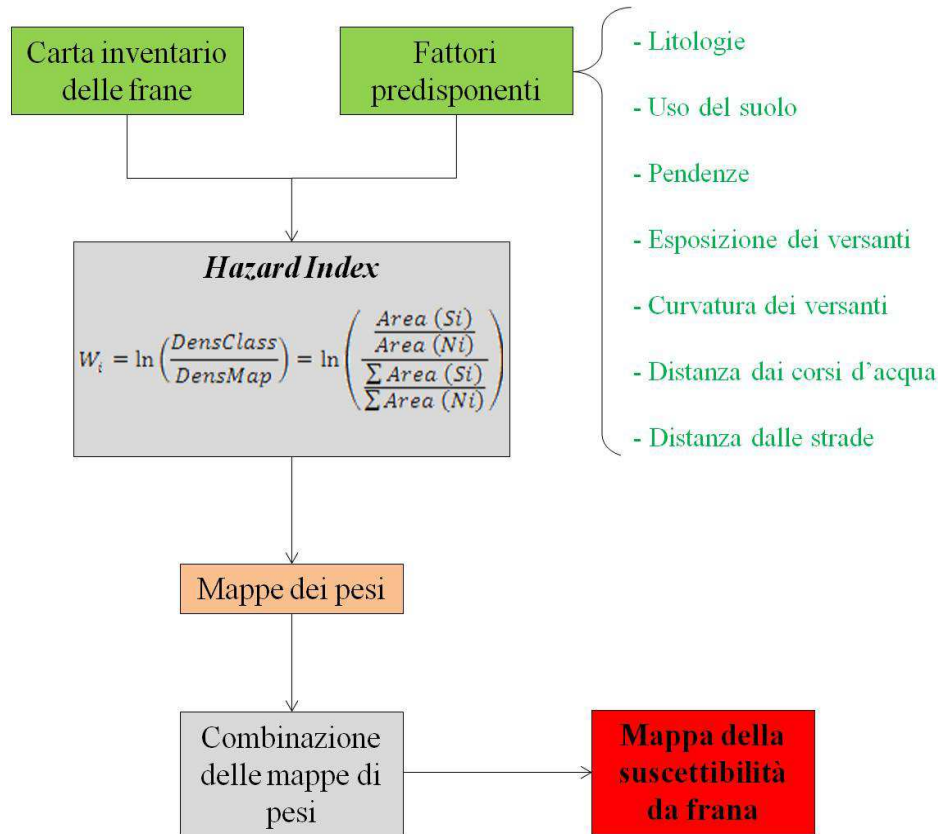 Carta inventario
delle frane
Fattori
predisponenti
- Litologie
- Uso del suolo
- Pendenze
- Esposizione dei versanti
- Curvatura dei versanti
- Distanza dai corsi d'acqua
- Distanza dalle strade
Hazard Index
W_i = ln(DensClass / DensMap) = ln((Area (Si) / Area (Ni)) / (∑ Area (Si) / ∑ Area (Ni)))
Mappe dei pesi
Combinazione
delle mappe di
pesi
Mappa della
suscettibilità
da frana